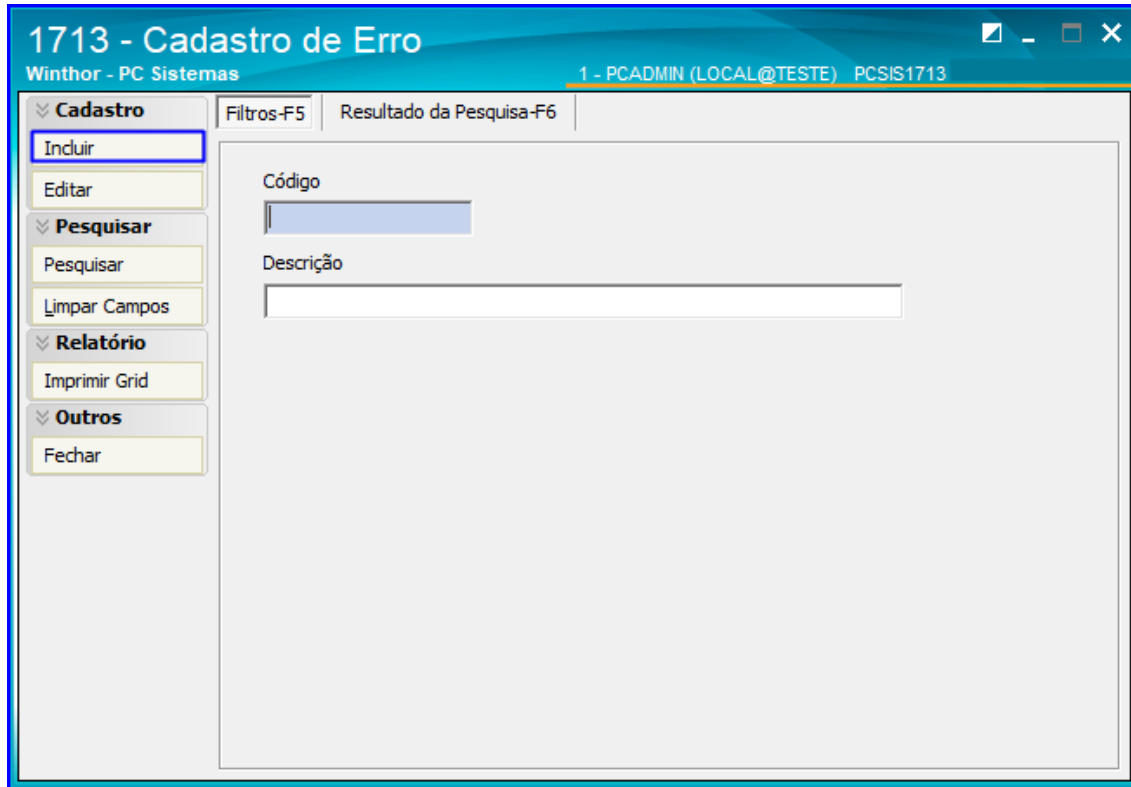 1713 - Cadastro de Erro
Winthor - PC Sistemas
1 - PCADMIN (LOCAL@TESTE) PCSIS1713
Cadastro
Incluir
Editar
Pesquisar
Pesquisar
Limpar Campos
Relatório
Imprimir Grid
Outros
Fechar
Filtros-F5
Resultado da Pesquisa-F6
Código
Descrição